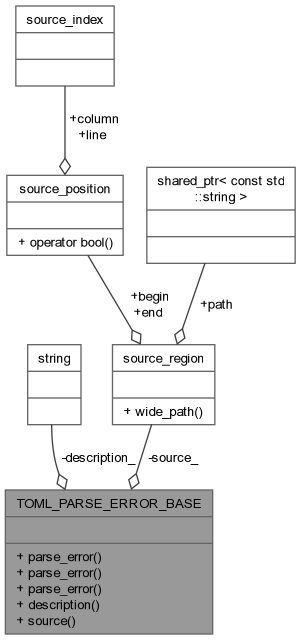 source_index
+column
+line
source_position
+ operator bool()
shared_ptr< const std
::string >
+begin
+end
+path
string
source_region
+ wide_path()
-description_
-source_
TOML_PARSE_ERROR_BASE
+ parse_error()
+ parse_error()
+ parse_error()
+ description()
+ source()